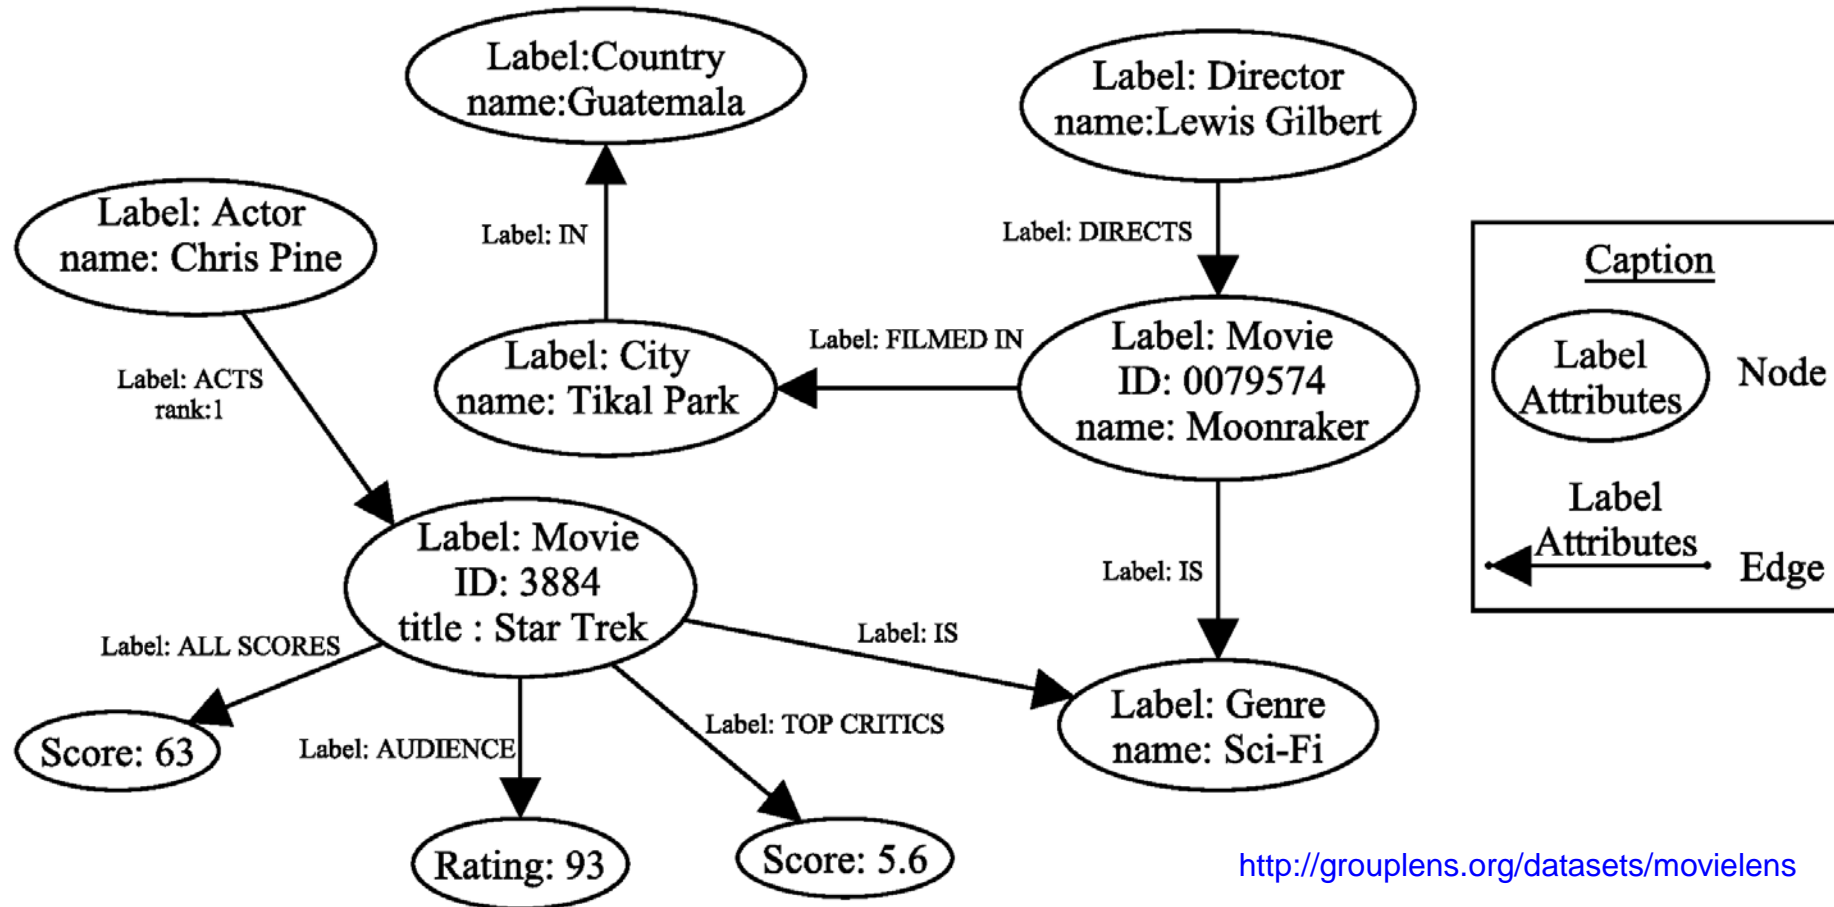 Label:Country
name:Guatemala
Label: Director
name:Lewis Gilbert
Label: Actor
name: Chris Pine
Label: IN
Label: DIRECTS
Caption
Label
Attributes
Node
Label
Attributes
Edge
Label: ACTS
rank:1
Label: City
name: Tikal Park
Label: FILMED IN
Label: Movie
ID: 0079574
name: Moonraker
Label: Movie
ID: 3884
title : Star Trek
Label: IS
Label: IS
Label: ALL SCORES
Label: AUDIENCE
Label: TOP CRITICS
Label: Genre
name: Sci-Fi
Score: 63
Rating: 93
Score: 5.6
http://grouplens.org/datasets/movielens